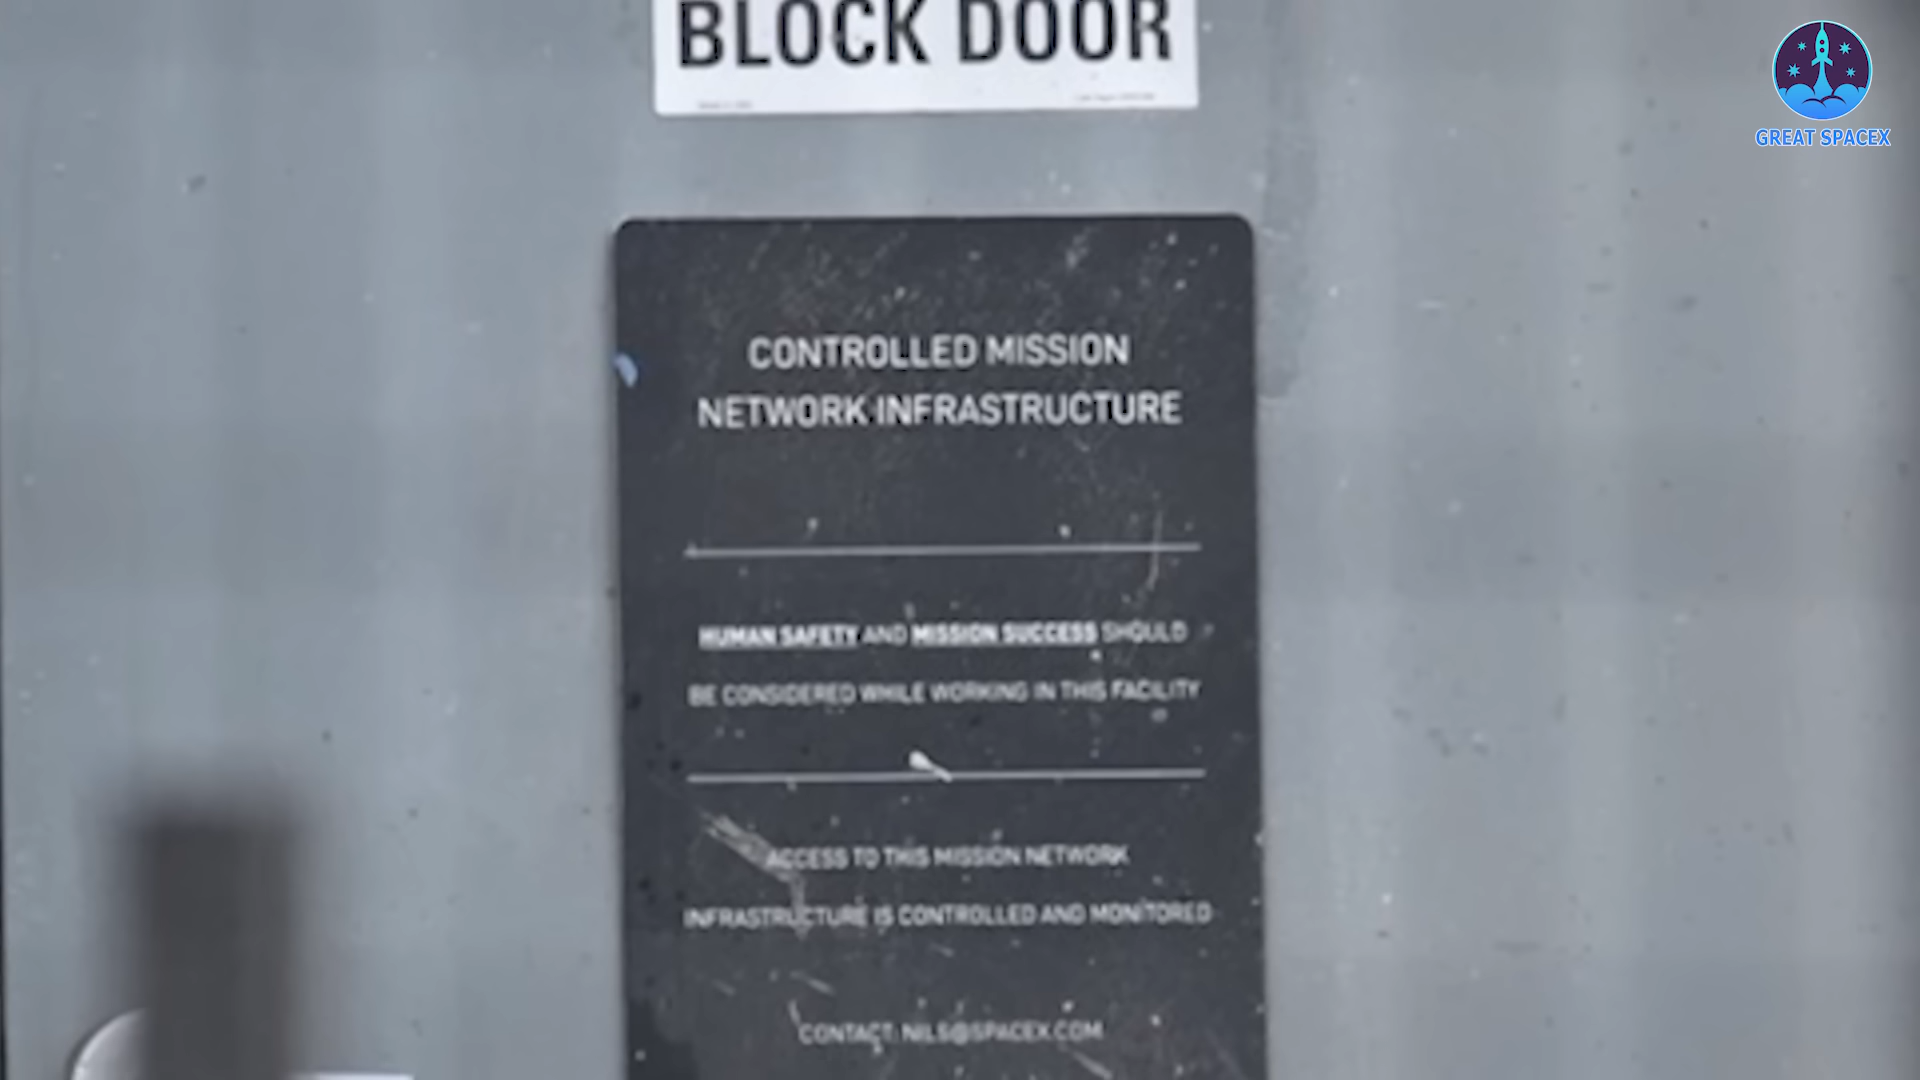 BLOCK DOOR
GREAT SPACEX
CONTROLLED MISSION
NETWORK INFRASTRUCTURE
HUMAN SAFETY AND MISSION SUCCESS SHOULD
BE CONSIDERED WHILE WORKING IN THIS FACILITY
ACCESS TO THIS MISSION NETWORK
INFRASTRUCTURE IS CONTROLLED AND MONITORED
CONTACT: NILS@SPACEX.COM